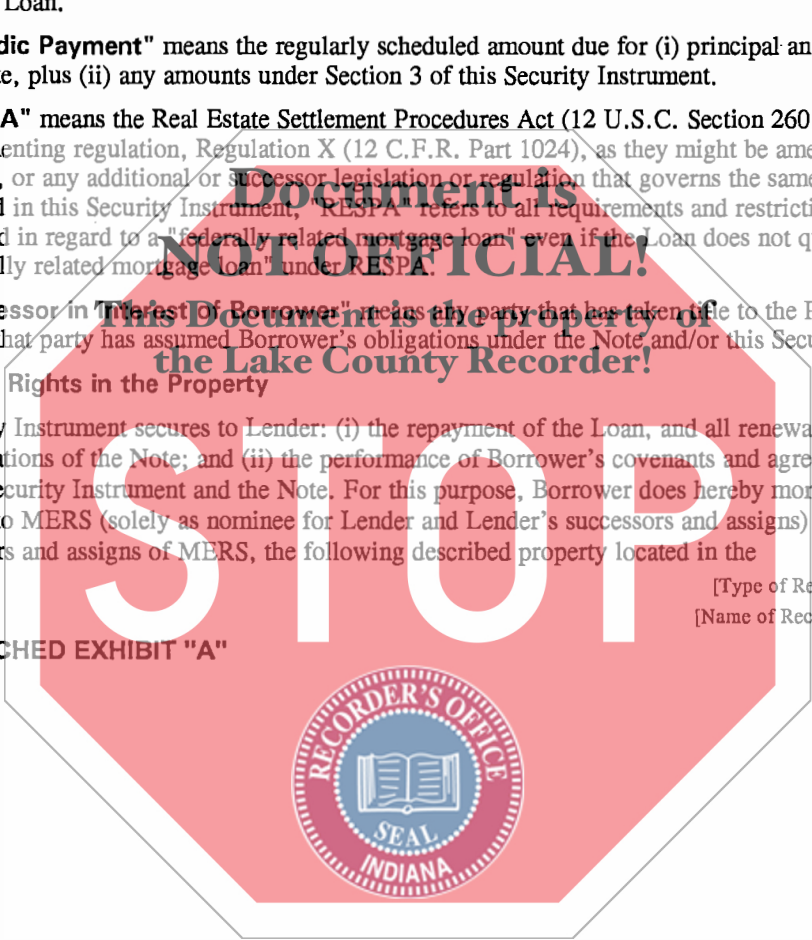 Loan.
dic Payment" means the regularly scheduled amount due for (i) principal an
te, plus (ii) any amounts under Section 3 of this Security Instrument.
A" means the Real Estate Settlement Procedures Act (12 U.S.C. Section 260
enting regulation, Regulation X (12 C.F.R. Part 1024), as they might be ame
, or any additional or successor legislation or regulation that governs the same
Document is
d in this Security Instrument, "RESPA" refers to all requirements and restricti
d in regard to a "federally related mortgage loan" even if the Loan does not q
NOT OFFICIAL!
lly related mortgage loan" under RESPA.
essor in Interest of Borrower" means any party that has taken title to the P
This Document is the property of
hat party has assumed Borrower's obligations under the Note and/or this Secu
the Lake County Recorder!
Rights in the Property
y Instrument secures to Lender: (i) the repayment of the Loan, and all renewa
tions of the Note; and (ii) the performance of Borrower's covenants and agre
ecurity Instrument and the Note. For this purpose, Borrower does hereby mor
o MERS (solely as nominee for Lender and Lender's successors and assigns)
rs and assigns of MERS, the following described property located in the
STOP
[Type of Re
[Name of Rec
CHED EXHIBIT "A"
RECORDER'S OFFICE
SEAL
INDIANA